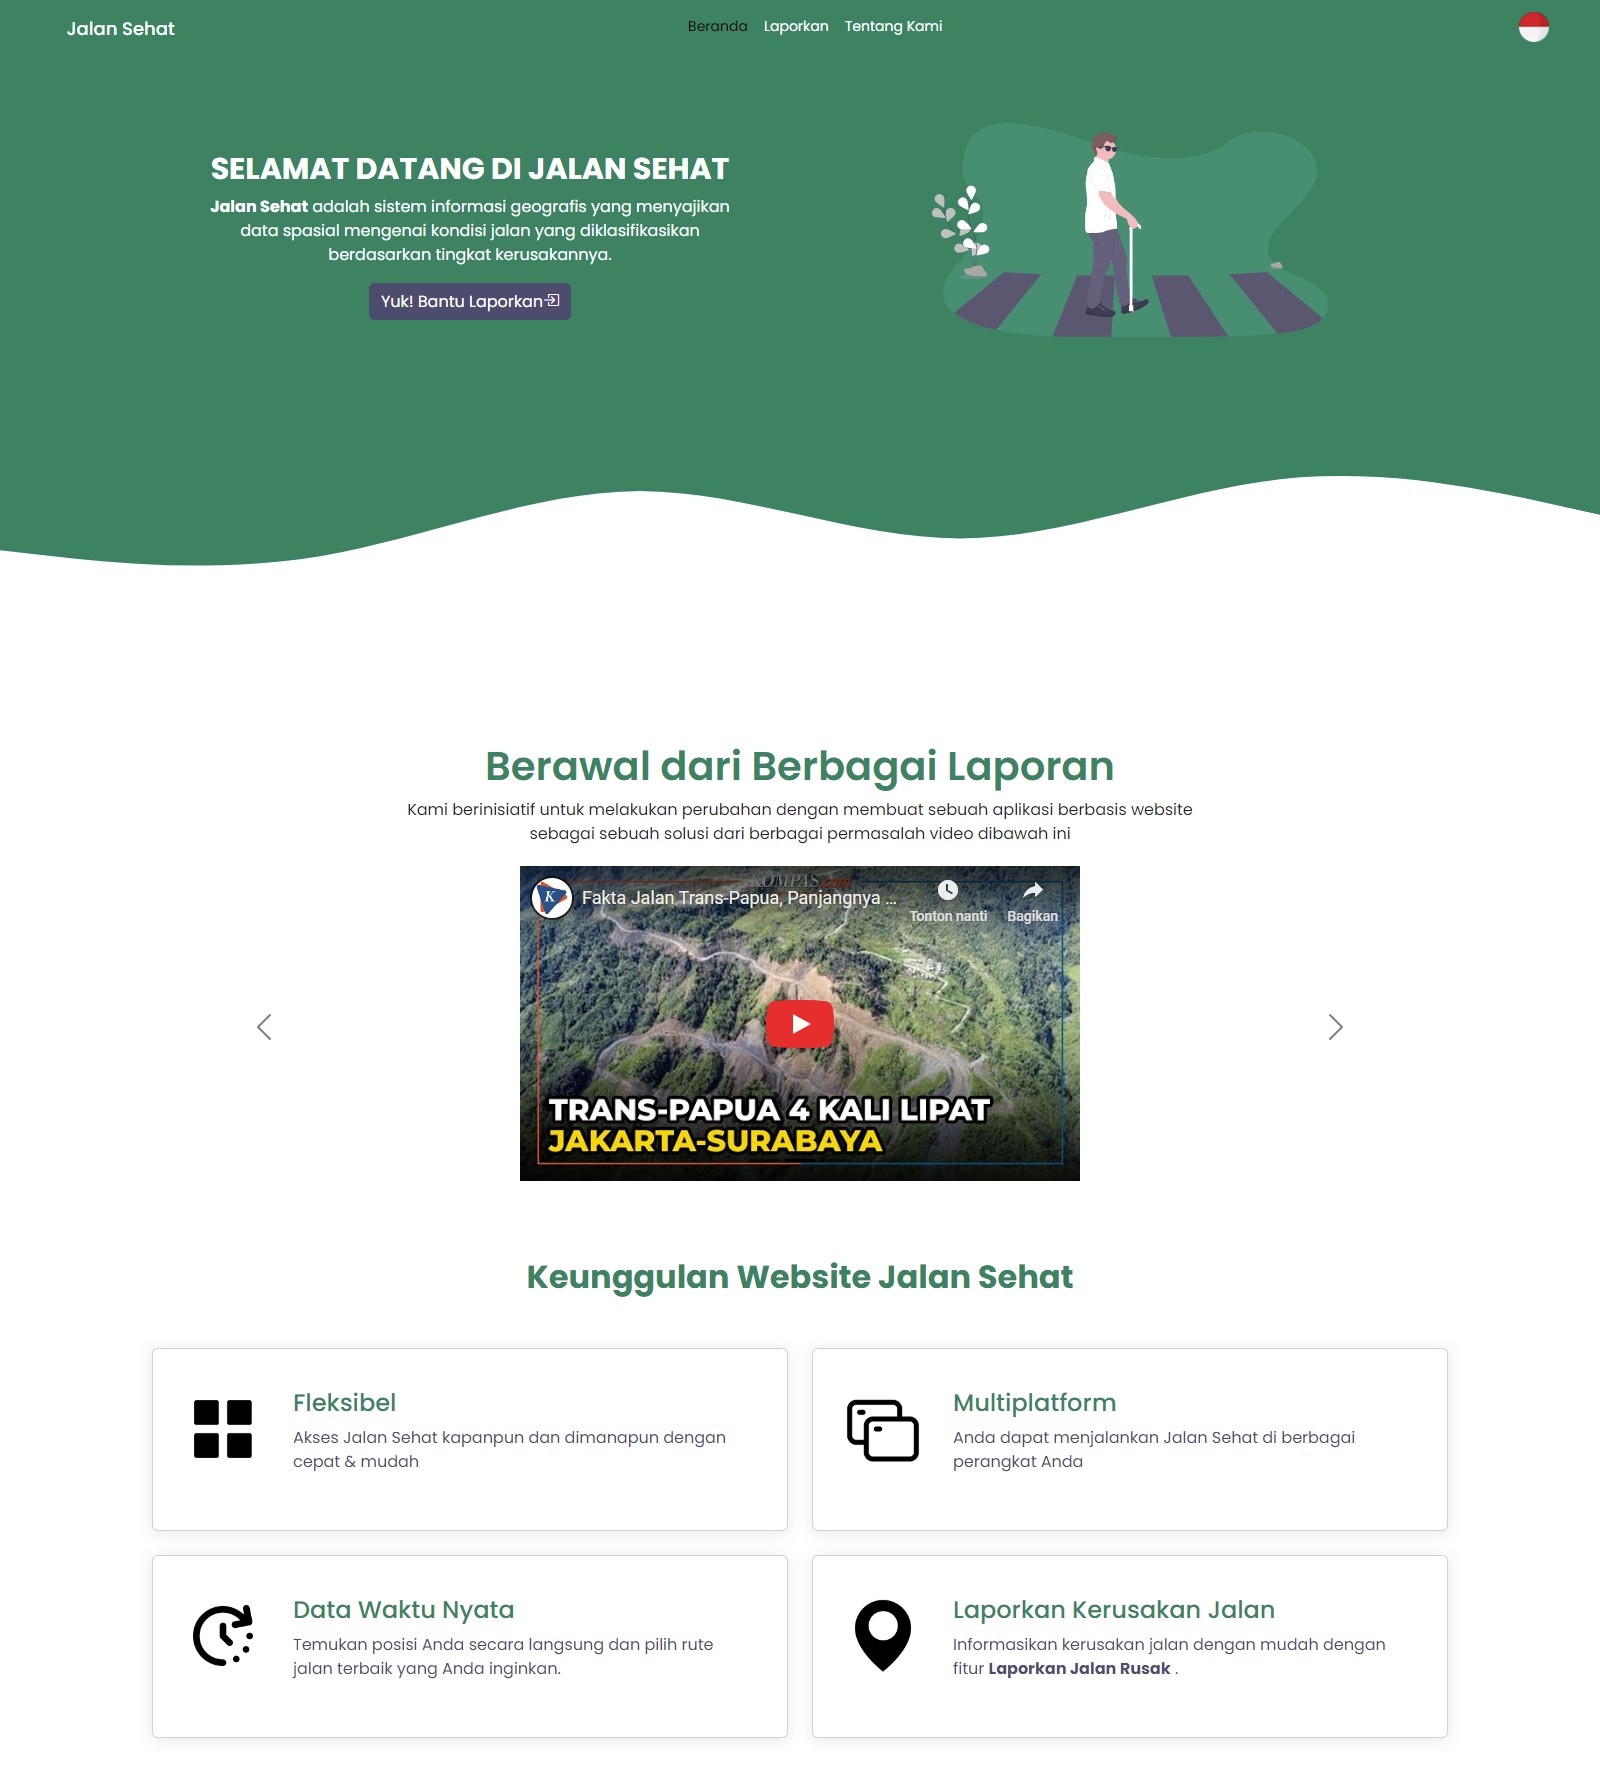 Jalan Sehat
Beranda Laporkan Tentang Kami
SELAMAT DATANG DI JALAN SEHAT
Jalan Sehat adalah sistem informasi geografis yang menyajikan
data spasial mengenai kondisi jalan yang diklasifikasikan
berdasarkan tingkat kerusakannya.
Yuk! Bantu Laporkan
Berawal dari Berbagai Laporan
Kami berinisiatif untuk melakukan perubahan dengan membuat sebuah aplikasi berbasis website
sebagai sebuah solusi dari berbagai permasalah video dibawah ini
KOMPAS.com
K
Fakta Jalan Trans-Papua, Panjangnya ...
Tonton nanti Bagikan
TRANS-PAPUA 4 KALI LIPAT
JAKARTA-SURABAYA
Keunggulan Website Jalan Sehat
Fleksibel
Akses Jalan Sehat kapanpun dan dimanapun dengan
cepat & mudah
Multiplatform
Anda dapat menjalankan Jalan Sehat di berbagai
perangkat Anda
Data Waktu Nyata
Temukan posisi Anda secara langsung dan pilih rute
jalan terbaik yang Anda inginkan.
Laporkan Kerusakan Jalan
Informasikan kerusakan jalan dengan mudah dengan
fitur Laporkan Jalan Rusak .